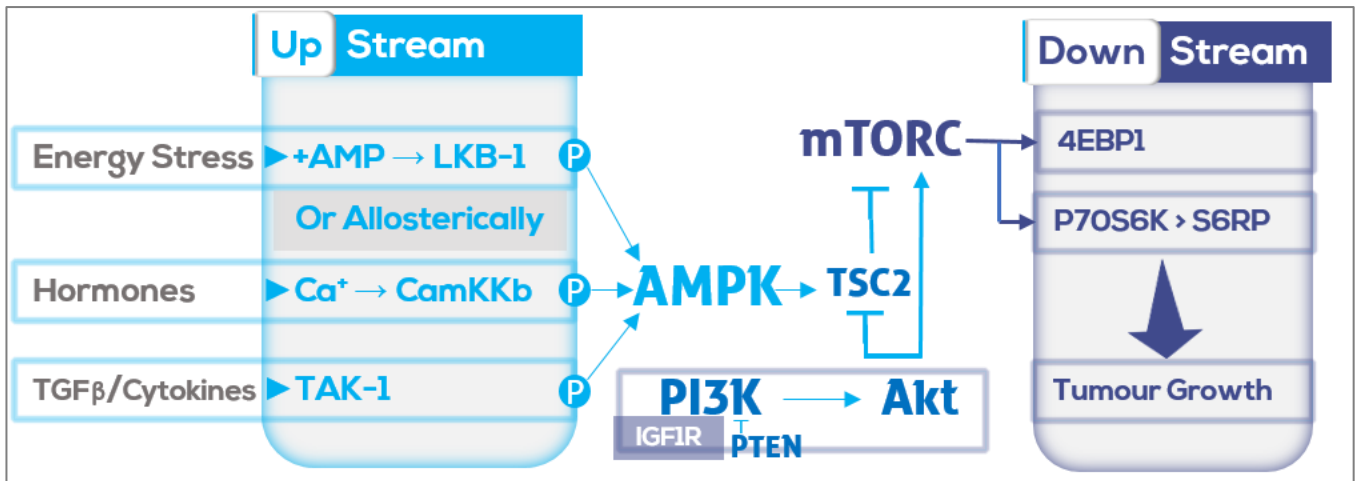 Up Stream
Down Stream
Energy Stress +AMP → LKB-1 P
Or Allosterically
Hormones Ca⁺ → CamKKb P
TGFβ/Cytokines TAK-1 P
AMPK
TSC2
mTORC
PI3K Akt
IGF1R
PTEN
4EBP1
P70S6K > S6RP
Tumour Growth